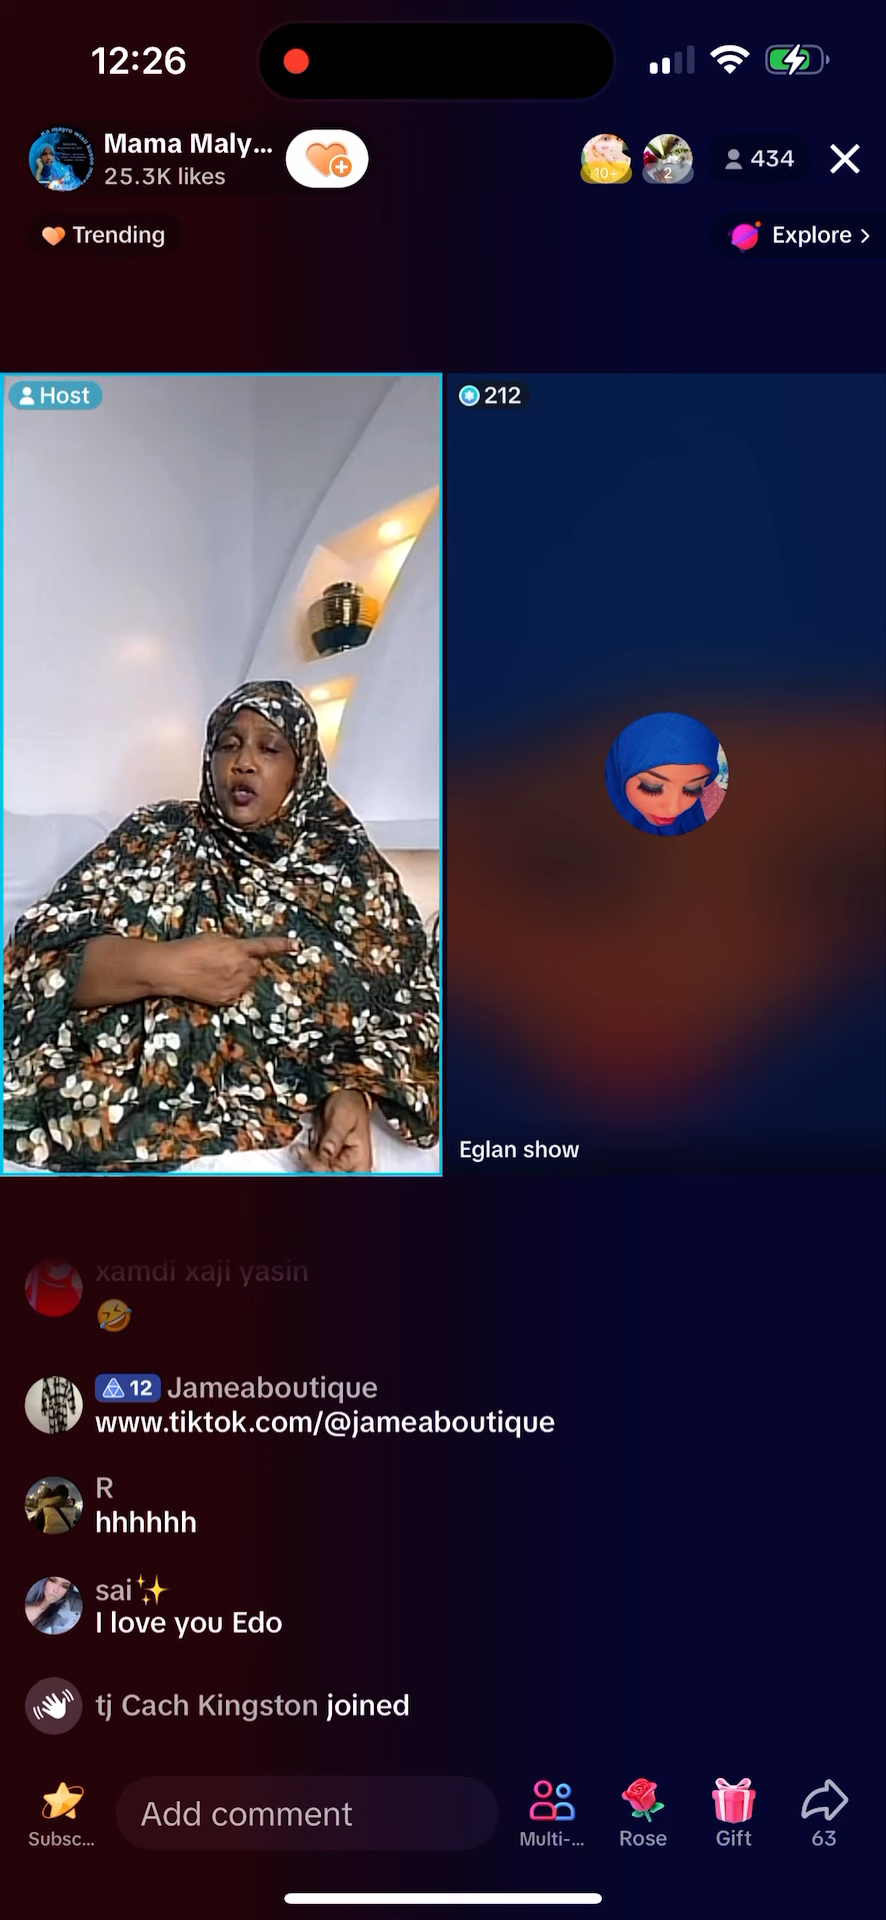 12:26
Mama Maly...
25.3K likes
10+
2
434
Trending
Explore >
Host
212
Eglan show
xamdi xaji yasin
🤣
12 Jameaboutique
www.tiktok.com/@jameaboutique
R
hhhhhh
sai✨
I love you Edo
tj Cach Kingston joined
Subsc...
Add comment
Multi-...
Rose
Gift
63